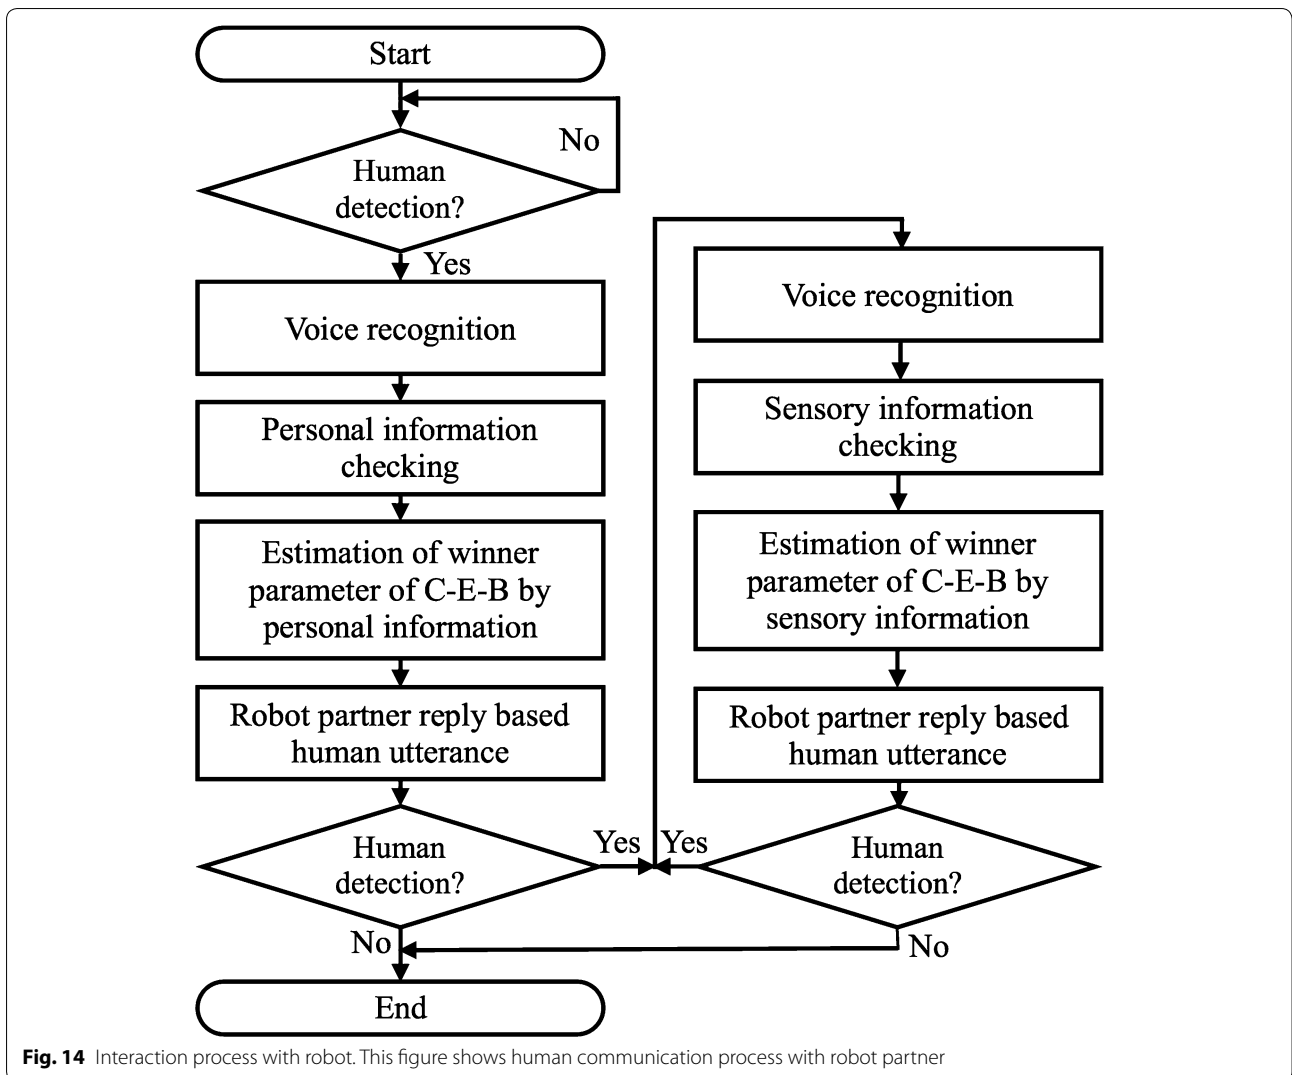 Start
No
Human
detection?
Yes
Voice recognition
Personal information
checking
Estimation of winner
parameter of C-E-B by
personal information
Robot partner reply based
human utterance
Human
detection?
Yes
No
Voice recognition
Sensory information
checking
Estimation of winner
parameter of C-E-B by
sensory information
Robot partner reply based
human utterance
Yes
Human
detection?
No
End
Fig. 14 Interaction process with robot. This figure shows human communication process with robot partner